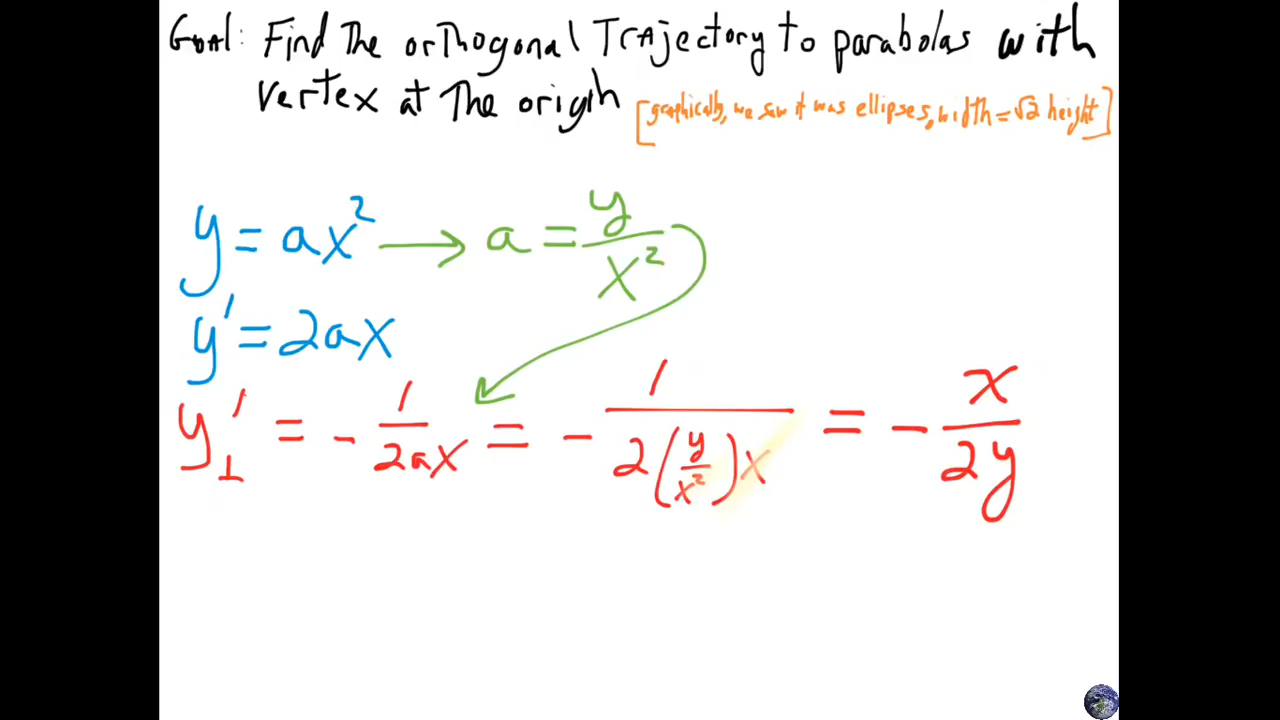 GOAL: Find The orThogonal TrAjectory to parabolas with
vertex at The origin [graphically, we saw it was ellipses, width = √2 height]
y = ax² → a = y/x²
y' = 2ax
y⊥' = - 1/2ax = - 1/2(y/x²)x = - x/2y